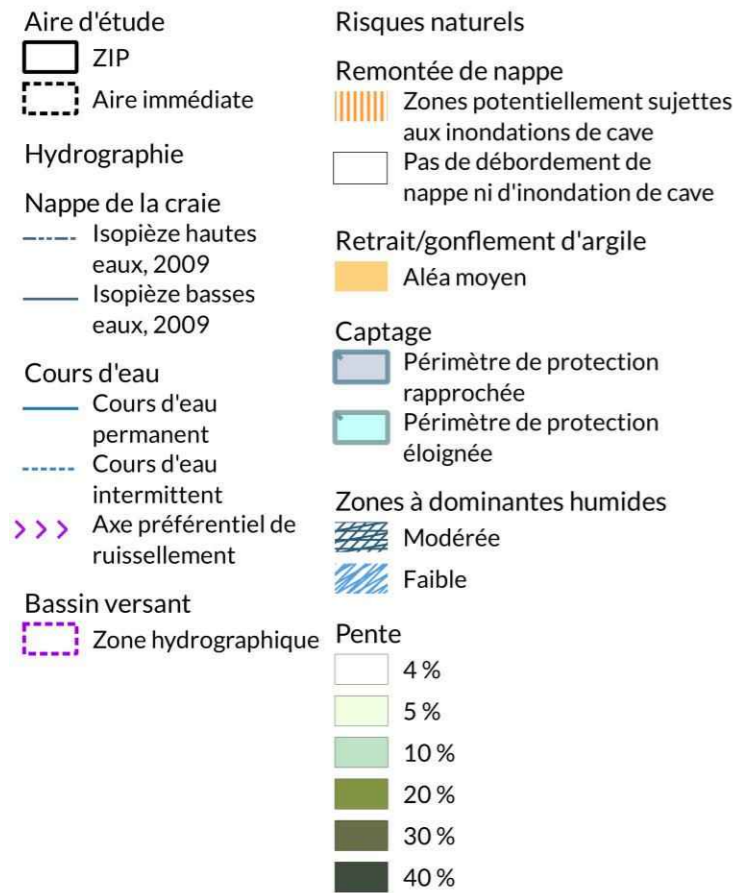 Aire d'étude
ZIP
Aire immédiate
Hydrographie
Nappe de la craie
Isopièze hautes
eaux, 2009
Isopièze basses
eaux, 2009
Cours d'eau
Cours d'eau
permanent
Cours d'eau
intermittent
Axe préférentiel de
ruissellement
Bassin versant
Zone hydrographique
Risques naturels
Remontée de nappe
Zones potentiellement sujettes
aux inondations de cave
Pas de débordement de
nappe ni d'inondation de cave
Retrait/gonflement d'argile
Aléa moyen
Captage
Périmètre de protection
rapprochée
Périmètre de protection
éloignée
Zones à dominantes humides
Modérée
Faible
Pente
4 %
5 %
10 %
20 %
30 %
40 %